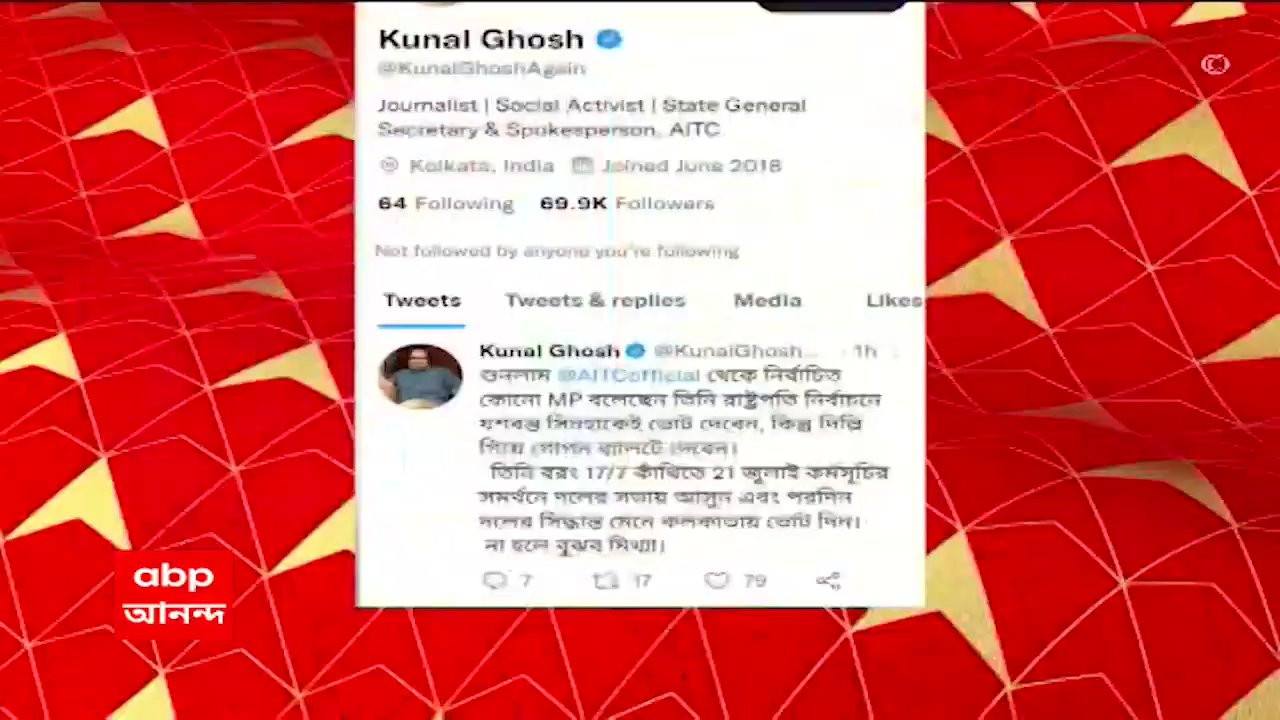 Kunal Ghosh
@KunalGhoshAgain
Journalist | Social Activist | State General
Secretary & Spokesperson, AITC
Kolkata, India Joined June 2018
64 Following 69.9K Followers
Not followed by anyone you're following
Tweets Tweets & replies Media Likes
Kunal Ghosh @KunalGhosh... · 1h
শুনলাম @AITCofficial থেকে নির্বাচিত
কোনো MP বলেছেন তিনি রাষ্ট্রপতি নির্বাচনে
যশবন্ত সিনহাকেই ভোট দেবেন, কিন্তু দিল্লি
গিয়ে গোপন ব্যালটে দেবেন।
তিনি বরং 17/7 কাঁথিতে 21 জুলাই কর্মসূচির
সমর্থনে দলের সভায় আসুন এবং পরদিন
দলের সিদ্ধান্ত মেনে কলকাতায় ভোট দিন।
না হলে বুঝব মিথ্যা।
7 17 79
abp
আনন্দ